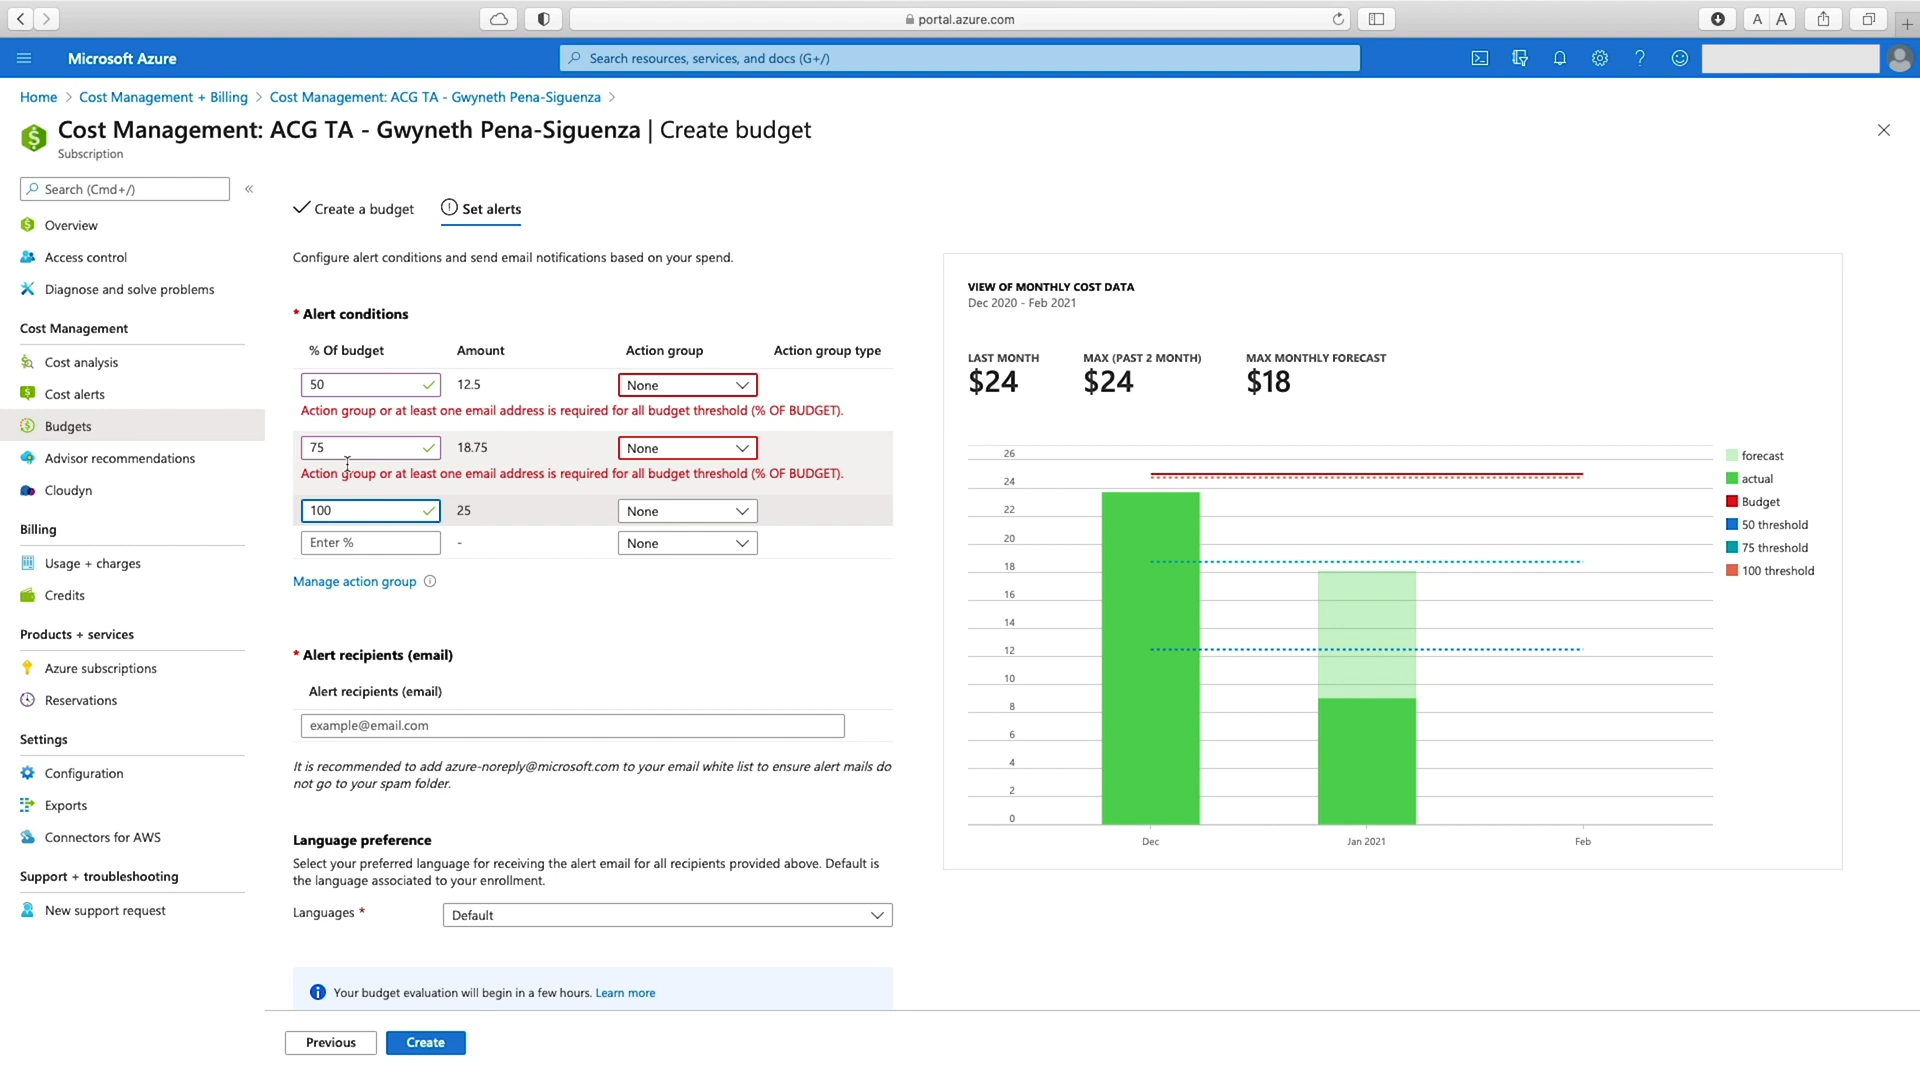 portal.azure.com
A A
Microsoft Azure
Search resources, services, and docs (G+/)
Home > Cost Management + Billing > Cost Management: ACG TA - Gwyneth Pena-Siguenza >
Cost Management: ACG TA - Gwyneth Pena-Siguenza | Create budget
Subscription
Search (Cmd+/)
Overview
Access control
Diagnose and solve problems
Cost Management
Cost analysis
Cost alerts
Budgets
Advisor recommendations
Cloudyn
Billing
Usage + charges
Credits
Products + services
Azure subscriptions
Reservations
Settings
Configuration
Exports
Connectors for AWS
Support + troubleshooting
New support request
Create a budget
Set alerts
Configure alert conditions and send email notifications based on your spend.
* Alert conditions
% Of budget Amount Action group Action group type
50 12.5 None
Action group or at least one email address is required for all budget threshold (% OF BUDGET).
75 18.75 None
Action group or at least one email address is required for all budget threshold (% OF BUDGET).
100 25 None
Enter % - None
Manage action group
* Alert recipients (email)
Alert recipients (email)
example@email.com
It is recommended to add azure-noreply@microsoft.com to your email white list to ensure alert mails do
not go to your spam folder.
Language preference
Select your preferred language for receiving the alert email for all recipients provided above. Default is
the language associated to your enrollment.
Languages * Default
Your budget evaluation will begin in a few hours. Learn more
Previous Create
VIEW OF MONTHLY COST DATA
Dec 2020 - Feb 2021
LAST MONTH MAX (PAST 2 MONTH) MAX MONTHLY FORECAST
$24 $24 $18
26
24
22
20
18
16
14
12
10
8
6
4
2
0
Dec Jan 2021 Feb
forecast
actual
Budget
50 threshold
75 threshold
100 threshold